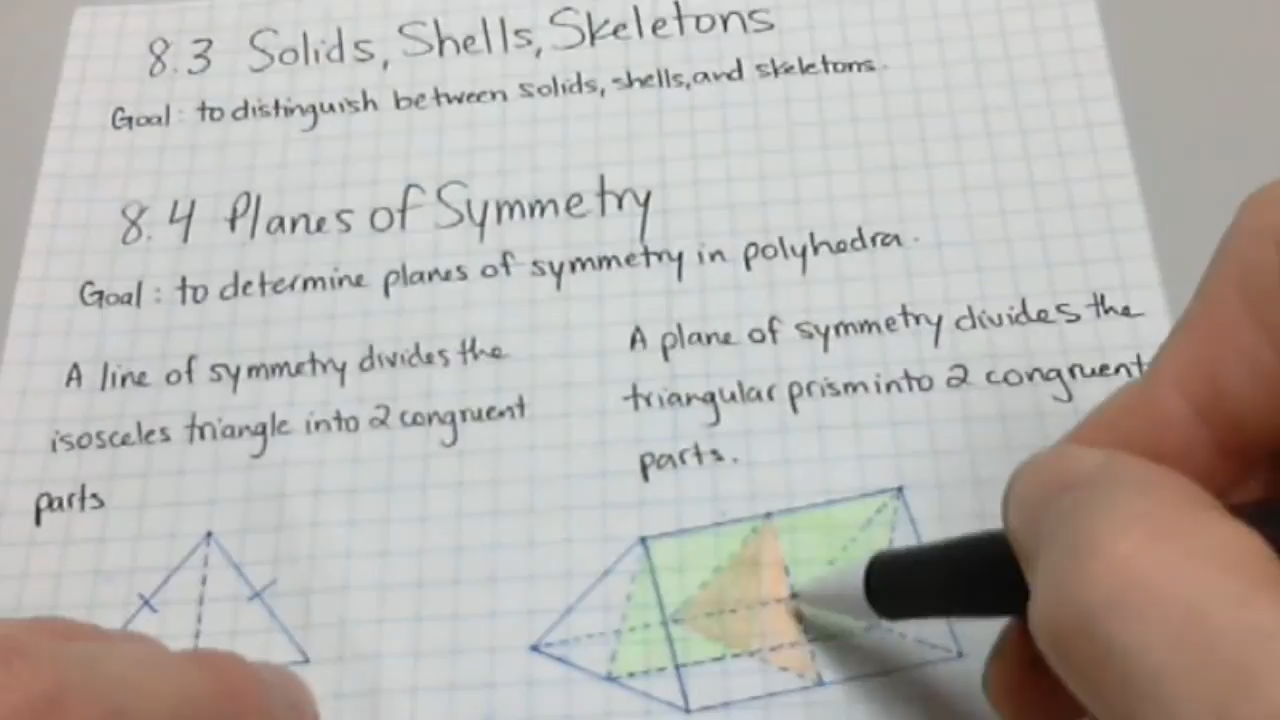 8.3 Solids, Shells, Skeletons
Goal: to distinguish between solids, shells, and skeletons.
8.4 Planes of Symmetry
Goal: to determine planes of symmetry in polyhedra.
A line of symmetry divides the
isosceles triangle into 2 congruent
parts
A plane of symmetry divides the
triangular prism into 2 congruent
parts.